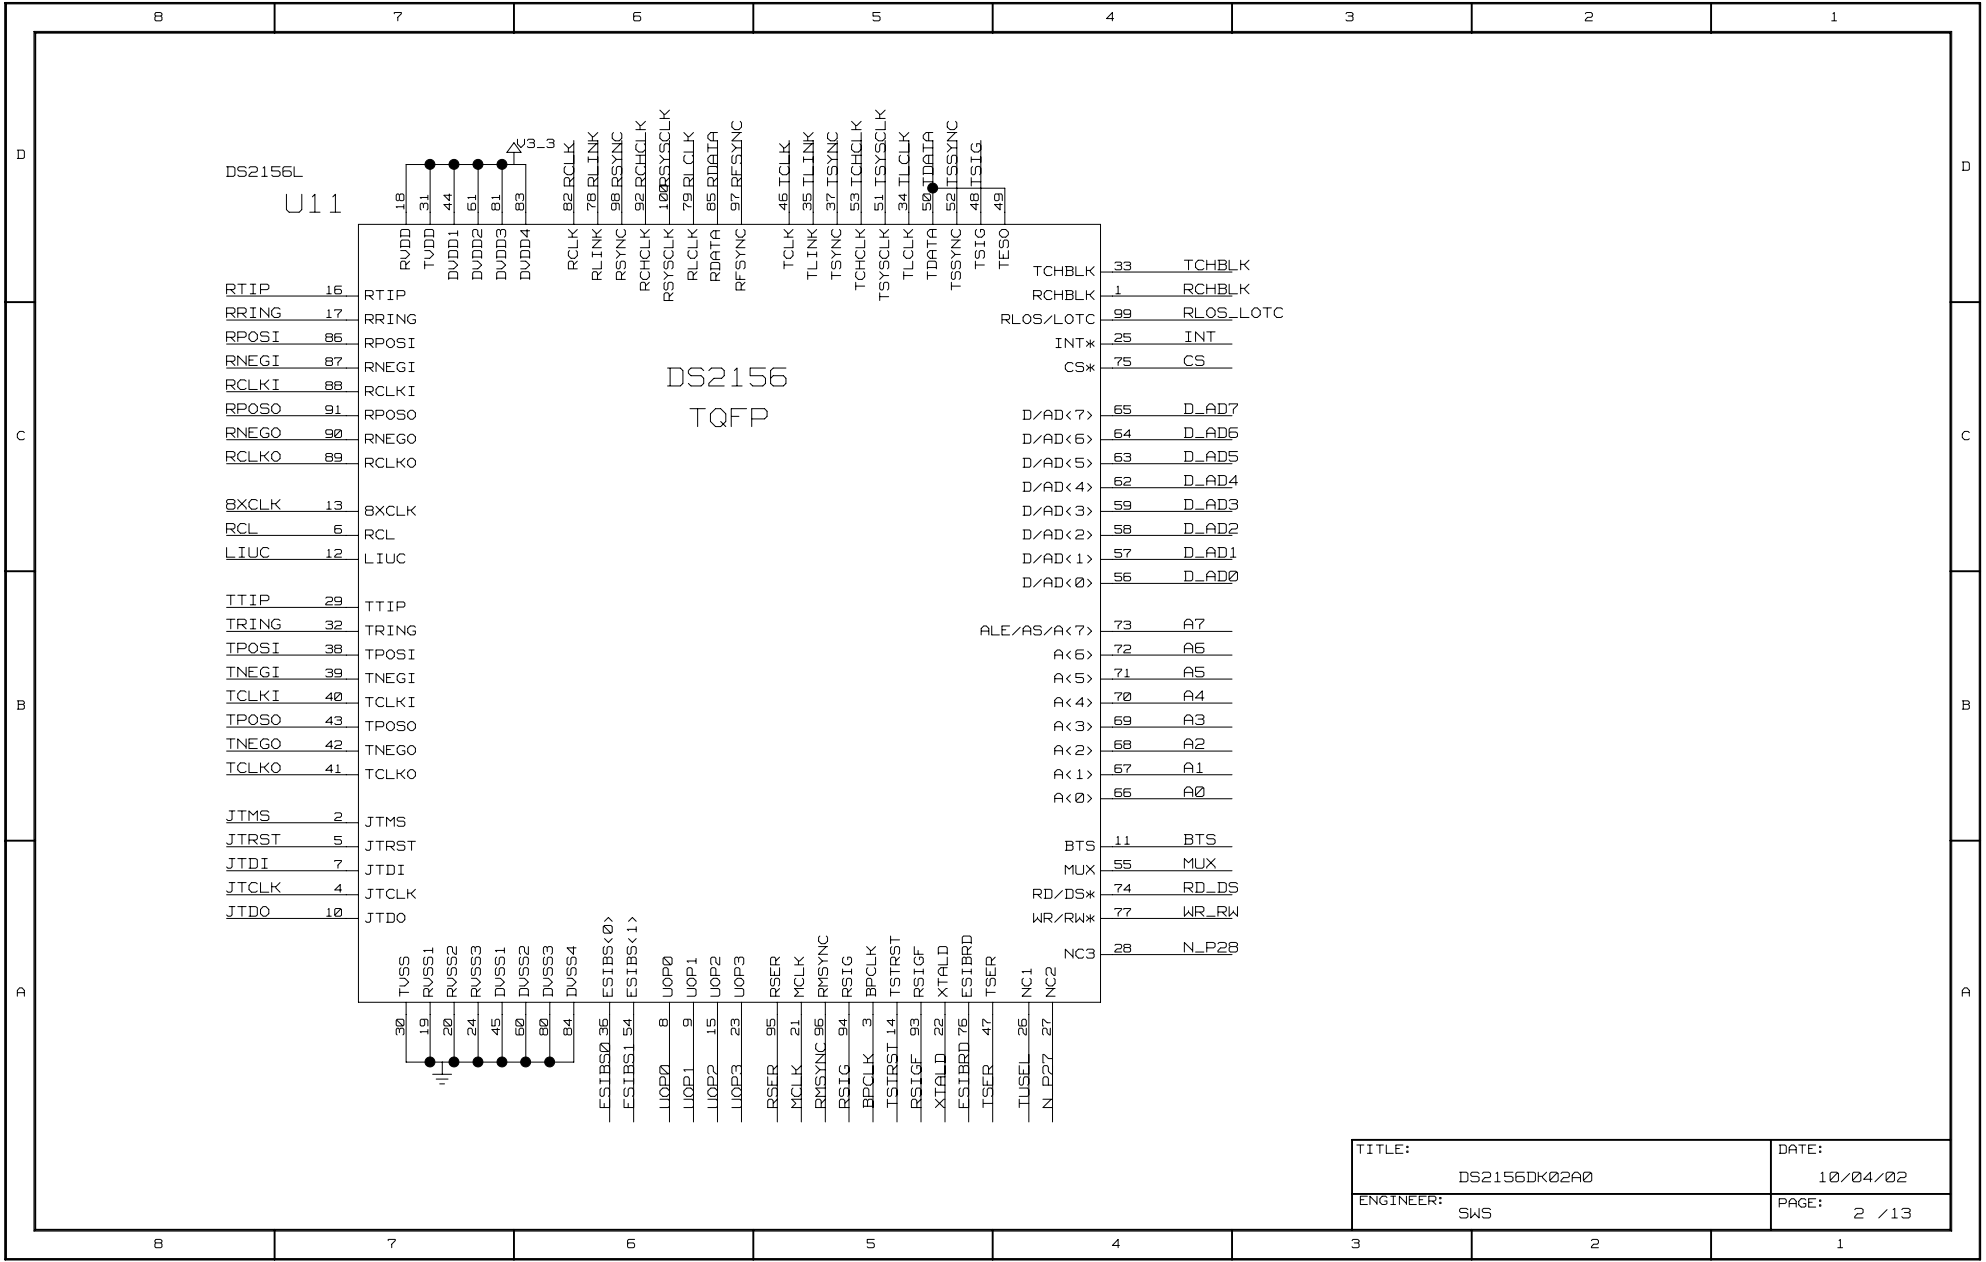 8 7 6 5 4 3 2 1
D
D
C
C
B
B
A
A
DS2156L
U11
V3_3
18 31 44 61 81 83
RVDD TVDD DVDD1 DVDD2 DVDD3 DVDD4
RCLK RLINK RSYNC RCHCLK RSYSCLK RLCLK RDATA RFSYNC
82 78 98 92 100 79 85 97
RCLK RLINK RSYNC RCHCLK RSYSCLK RLCLK RDATA RFSYNC
TCLK TLINK TSYNC TCHCLK TSYSCLK TLCLK TDATA TSSYNC TSIG
46 35 37 53 51 34 50 52 48 49
TCLK TLINK TSYNC TCHCLK TSYSCLK TLCLK TDATA TSSYNC TSIG TESO
DS2156
TQFP
RTIP 16 RTIP
RRING 17 RRING
RPOSI 86 RPOSI
RNEGI 87 RNEGI
RCLKI 88 RCLKI
RPOSO 91 RPOSO
RNEGO 90 RNEGO
RCLKO 89 RCLKO
8XCLK 13 8XCLK
RCL 6 RCL
LIUC 12 LIUC
TTIP 29 TTIP
TRING 32 TRING
TPOSI 38 TPOSI
TNEGI 39 TNEGI
TCLKI 40 TCLKI
TPOSO 43 TPOSO
TNEGO 42 TNEGO
TCLKO 41 TCLKO
JTMS 2 JTMS
JTRST 5 JTRST
JTDI 7 JTDI
JTCLK 4 JTCLK
JTDO 10 JTDO
TCHBLK 33 TCHBLK
RCHBLK 1 RCHBLK
RLOS/LOTC 99 RLOS_LOTC
INT* 25 INT
CS* 75 CS
D/AD<7> 65 D_AD7
D/AD<6> 64 D_AD6
D/AD<5> 63 D_AD5
D/AD<4> 62 D_AD4
D/AD<3> 59 D_AD3
D/AD<2> 58 D_AD2
D/AD<1> 57 D_AD1
D/AD<0> 56 D_AD0
ALE/AS/A<7> 73 A7
A<6> 72 A6
A<5> 71 A5
A<4> 70 A4
A<3> 69 A3
A<2> 68 A2
A<1> 67 A1
A<0> 66 A0
BTS 11 BTS
MUX 55 MUX
RD/DS* 74 RD_DS
WR/RW* 77 WR_RW
NC3 28 N_P28
TVSS RVSS1 RVSS2 RVSS3 DVSS1 DVSS2 DVSS3 DVSS4
30 19 20 24 45 60 80 84
ESIBS<0> ESIBS<1> UOP0 UOP1 UOP2 UOP3 RSER MCLK RMSYNC RSIG BPCLK TSTRST RSIGF XTALD ESIBRD TSER NC1 NC2
36 54 8 9 15 23 95 21 96 94 3 14 93 22 76 47 26 27
ESIBS0 ESIBS1 UOP0 UOP1 UOP2 UOP3 RSER MCLK RMSYNC RSIG BPCLK TSTRST RSIGF XTALD ESIBRD TSER TUSEL N_P27
TITLE:
DS2156DK02A0
DATE:
10/04/02
ENGINEER:
SWS
PAGE:
2 /13
8 7 6 5 4 3 2 1